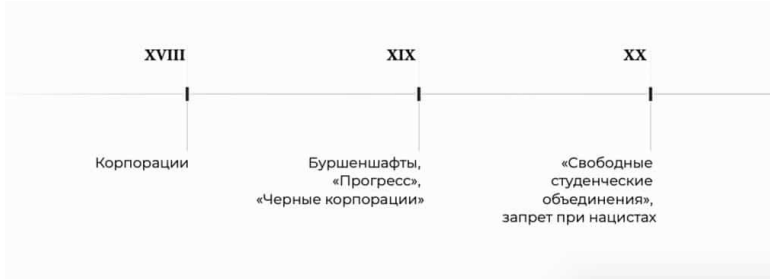 XVIII
XIX
XX
Корпорации
Буршеншафты,
«Прогресс»,
«Черные корпорации»
«Свободные
студенческие
объединения»,
запрет при нацистах